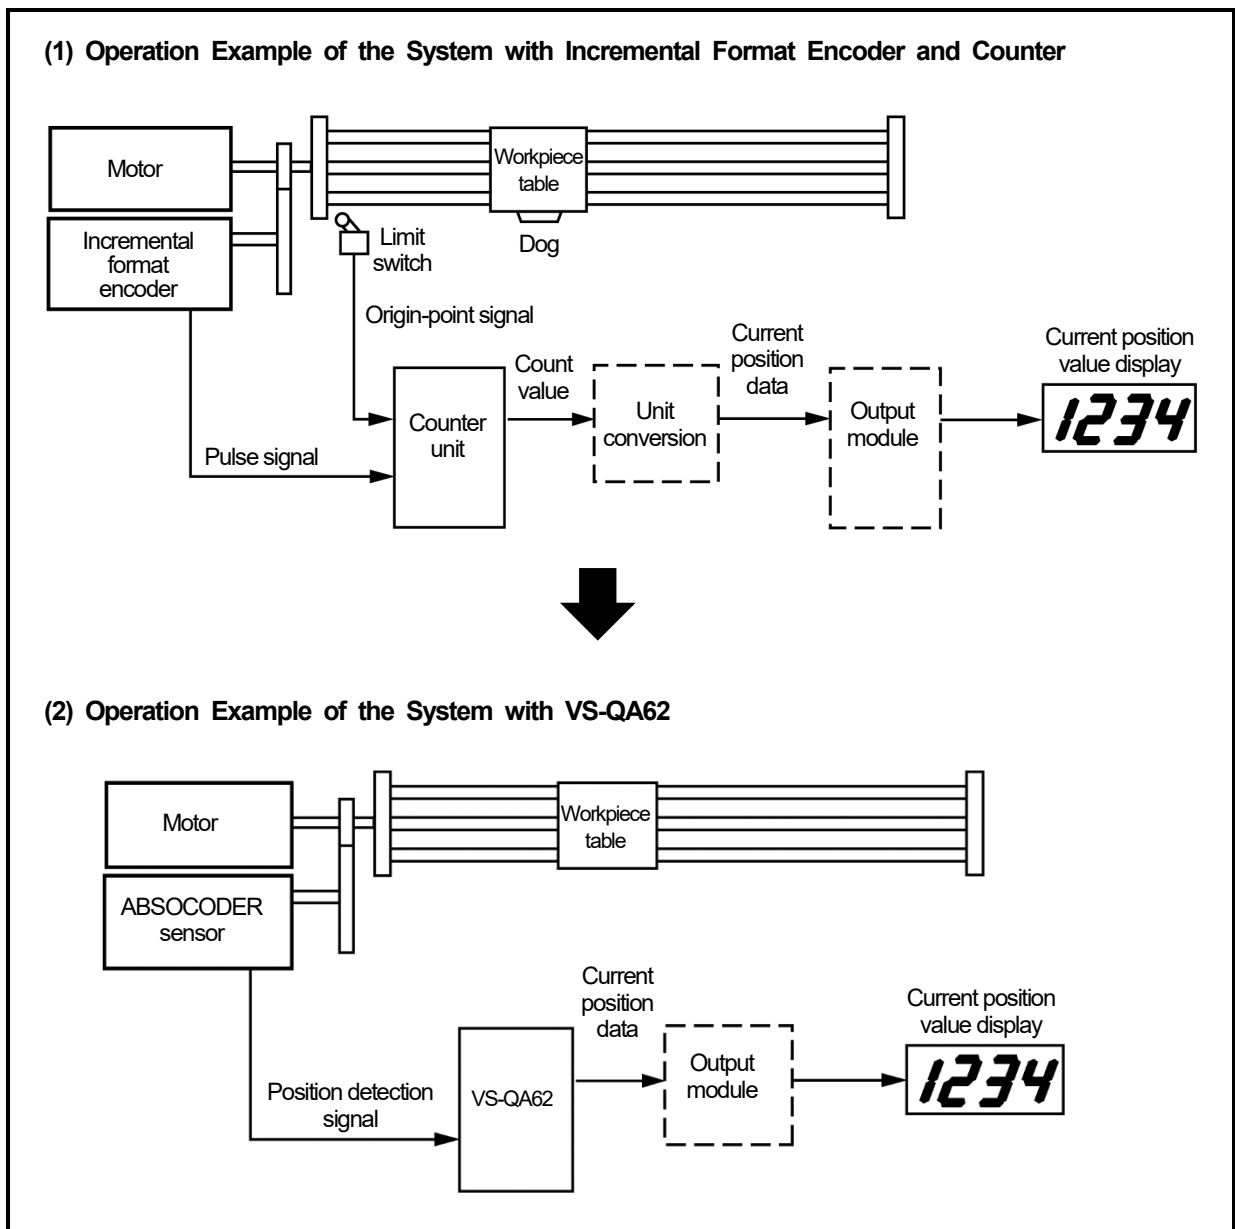 (1) Operation Example of the System with Incremental Format Encoder and Counter
Motor
Workpiece
table
Incremental
format
encoder
Limit
switch
Dog
Origin-point signal
Count
value
Current
position
data
Current position
value display
Counter
unit
Unit
conversion
Output
module
1234
Pulse signal
(2) Operation Example of the System with VS-QA62
Motor
Workpiece
table
ABSOCODER
sensor
Current
position
data
Current position
value display
Position detection
signal
VS-QA62
Output
module
1234